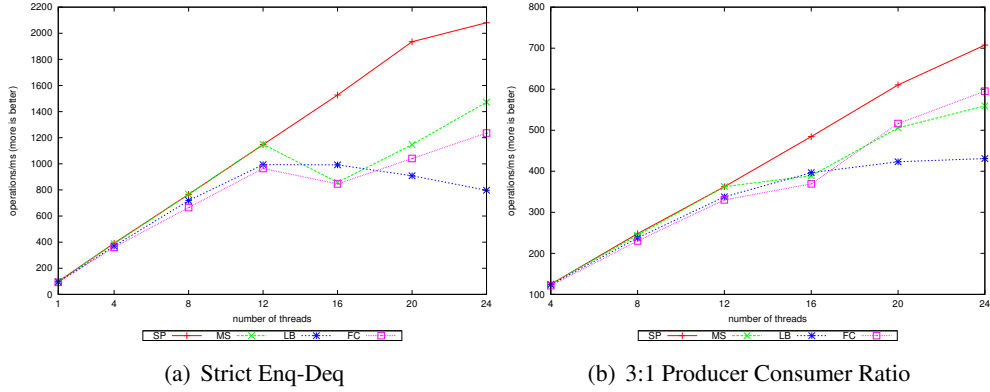 operations/ms (more is better)
2200
2000
1800
1600
1400
1200
1000
800
600
400
200
0
1 4 8 12 16 20 24
number of threads
SP MS LB FC
(a) Strict Enq-Deq
operations/ms (more is better)
800
700
600
500
400
300
200
100
4 8 12 16 20 24
number of threads
SP MS LB FC
(b) 3:1 Producer Consumer Ratio